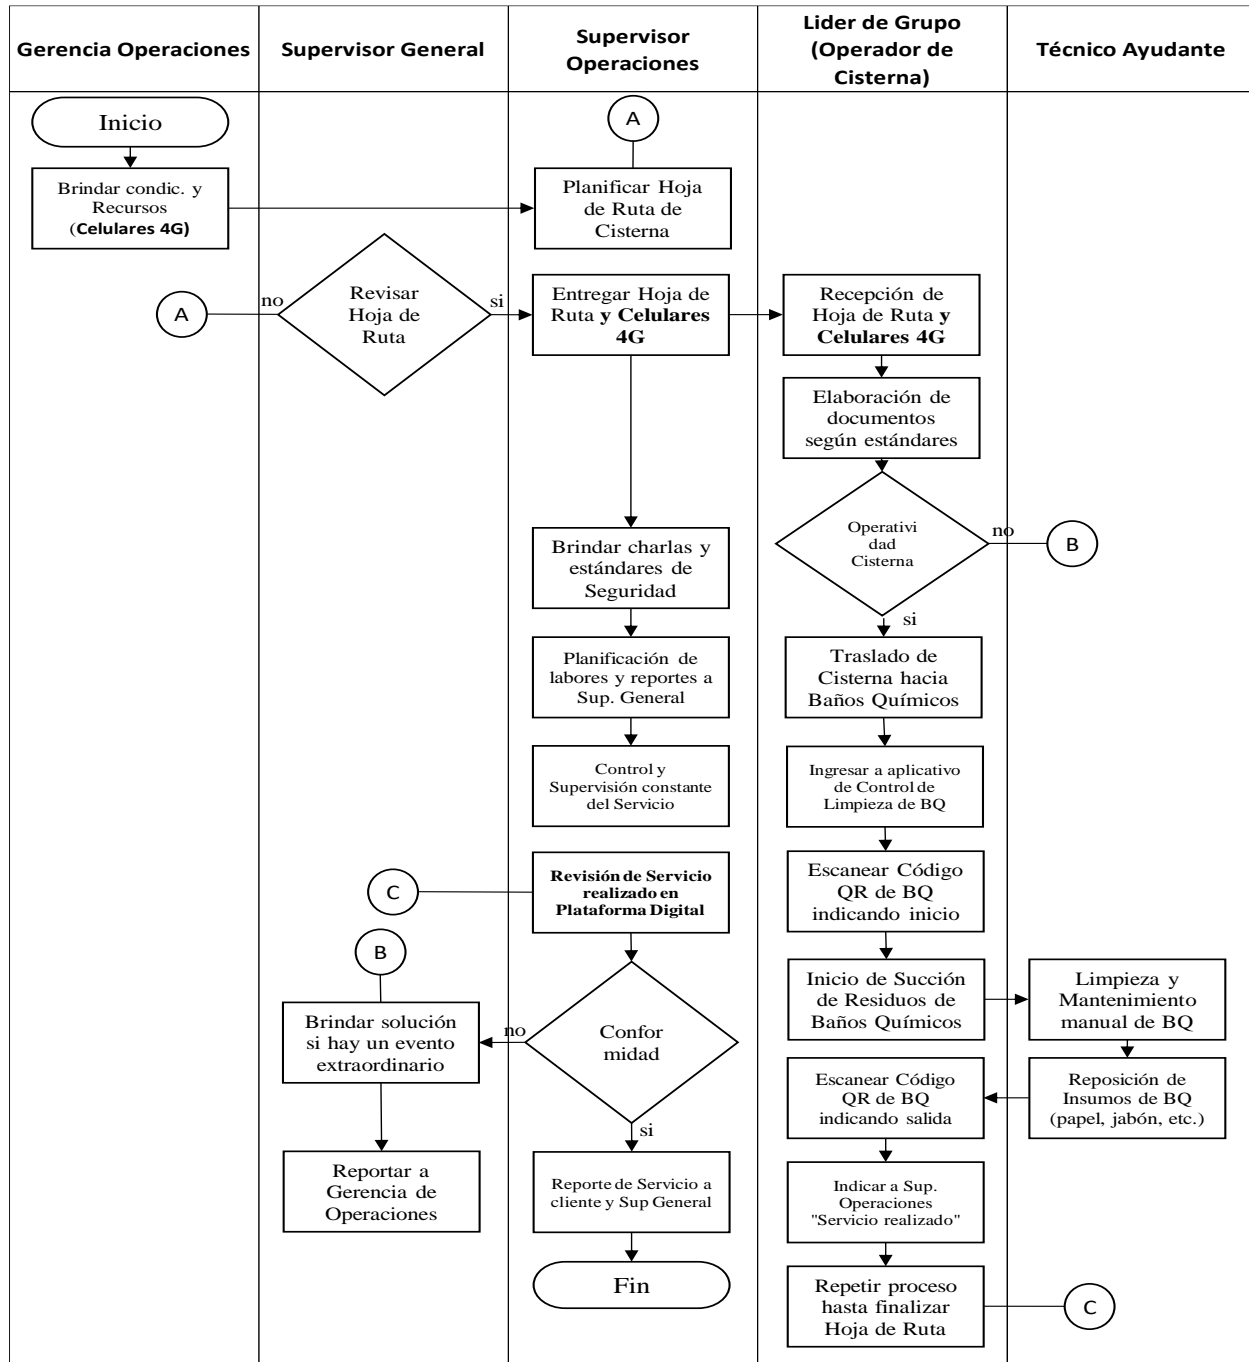 Gerencia Operaciones
Supervisor General
Supervisor
Operaciones
Lider de Grupo
(Operador de
Cisterna)
Técnico Ayudante
Inicio
A
Brindar condic. y
Recursos
(Celulares 4G)
Planificar Hoja
de Ruta de
Cisterna
A
no
Revisar
Hoja de
Ruta
si
Entregar Hoja de
Ruta y Celulares
4G
Recepción de
Hoja de Ruta y
Celulares 4G
Elaboración de
documentos
según estándares
Operativi
dad
Cisterna
no
B
si
Brindar charlas y
estándares de
Seguridad
Planificación de
labores y reportes a
Sup. General
Traslado de
Cisterna hacia
Baños Químicos
Control y
Supervisión constante
del Servicio
Ingresar a aplicativo
de Control de
Limpieza de BQ
C
Revisión de Servicio
realizado en
Plataforma Digital
Escanear Código
QR de BQ
indicando inicio
B
Inicio de Succión
de Residuos de
Baños Químicos
Limpieza y
Mantenimiento
manual de BQ
Brindar solución
si hay un evento
extraordinario
no
Confor
midad
si
Escanear Código
QR de BQ
indicando salida
Reposición de
Insumos de BQ
(papel, jabón, etc.)
Reportar a
Gerencia de
Operaciones
Reporte de Servicio a
cliente y Sup General
Indicar a Sup.
Operaciones
"Servicio realizado"
Fin
Repetir proceso
hasta finalizar
Hoja de Ruta
C